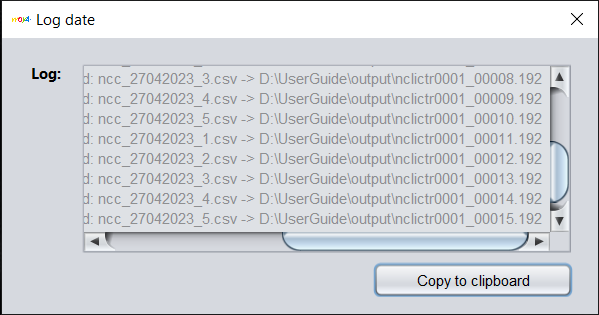 Log date
Log:
d: ncc_27042023_3.csv -> D:\UserGuide\output\nclictr0001_00008.192
d: ncc_27042023_4.csv -> D:\UserGuide\output\nclictr0001_00009.192
d: ncc_27042023_5.csv -> D:\UserGuide\output\nclictr0001_00010.192
d: ncc_27042023_1.csv -> D:\UserGuide\output\nclictr0001_00011.192
d: ncc_27042023_2.csv -> D:\UserGuide\output\nclictr0001_00012.192
d: ncc_27042023_3.csv -> D:\UserGuide\output\nclictr0001_00013.192
d: ncc_27042023_4.csv -> D:\UserGuide\output\nclictr0001_00014.192
d: ncc_27042023_5.csv -> D:\UserGuide\output\nclictr0001_00015.192
Copy to clipboard